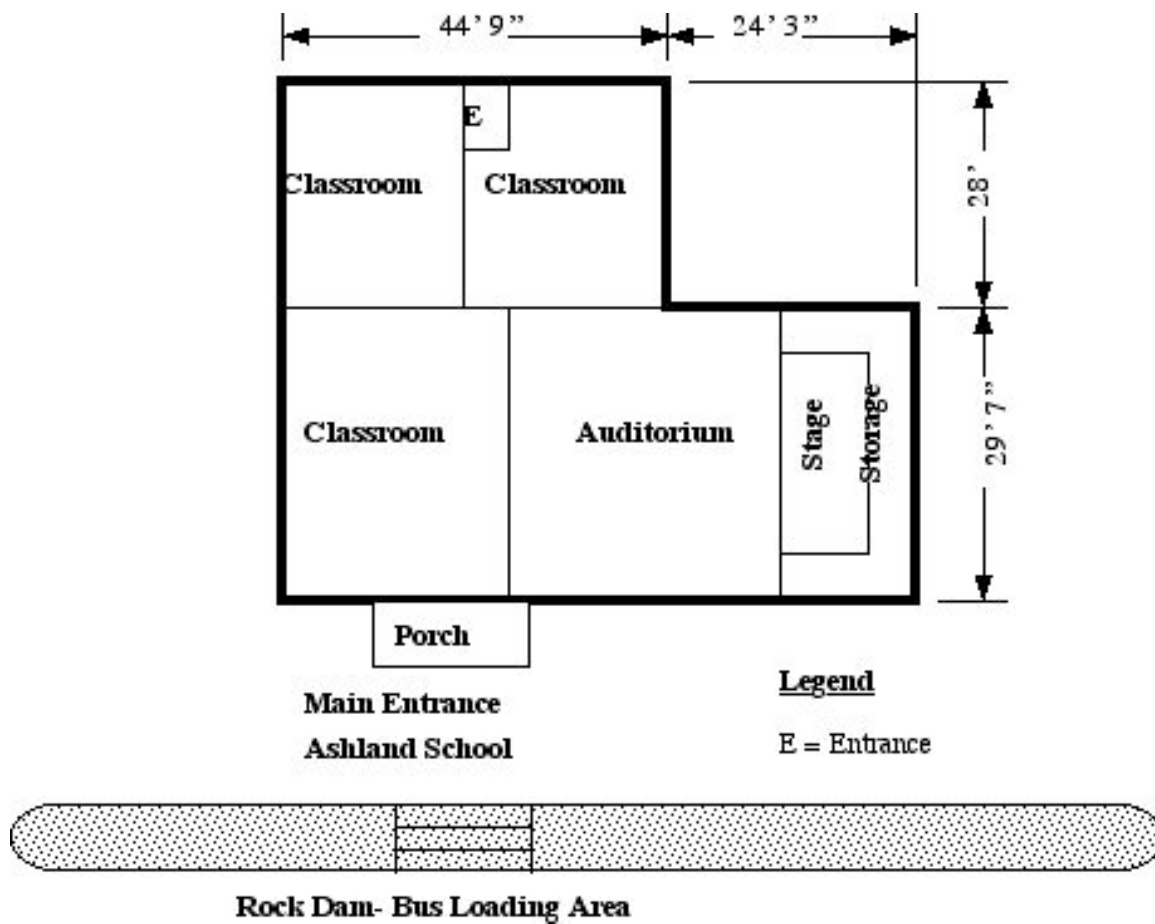 44'9" 24'3"
E
Classroom Classroom
28'
Classroom Auditorium Stage Storage
29'7"
Porch
Main Entrance
Ashland School
Legend
E = Entrance
Rock Dam- Bus Loading Area